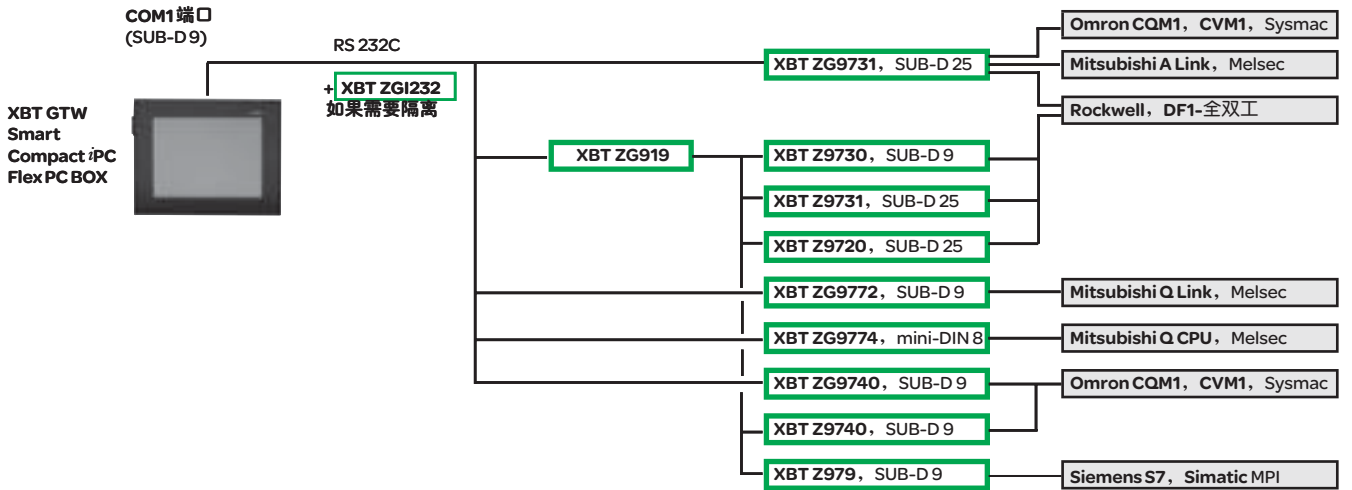 COM1端口
(SUB-D 9)
RS 232C
+ XBT ZGI232
如果需要隔离
XBT GTW
Smart
Compact iPC
Flex PC BOX
XBT ZG919
XBT ZG9731，SUB-D 25
XBT Z9730，SUB-D 9
XBT Z9731，SUB-D 25
XBT Z9720，SUB-D 25
XBT ZG9772，SUB-D 9
XBT ZG9774，mini-DIN 8
XBT ZG9740，SUB-D 9
XBT Z9740，SUB-D 9
XBT Z979，SUB-D 9
Omron CQM1，CVM1，Sysmac
Mitsubishi A Link，Melsec
Rockwell，DF1-全双工
Mitsubishi Q Link，Melsec
Mitsubishi Q CPU，Melsec
Omron CQM1，CVM1，Sysmac
Siemens S7，Simatic MPI